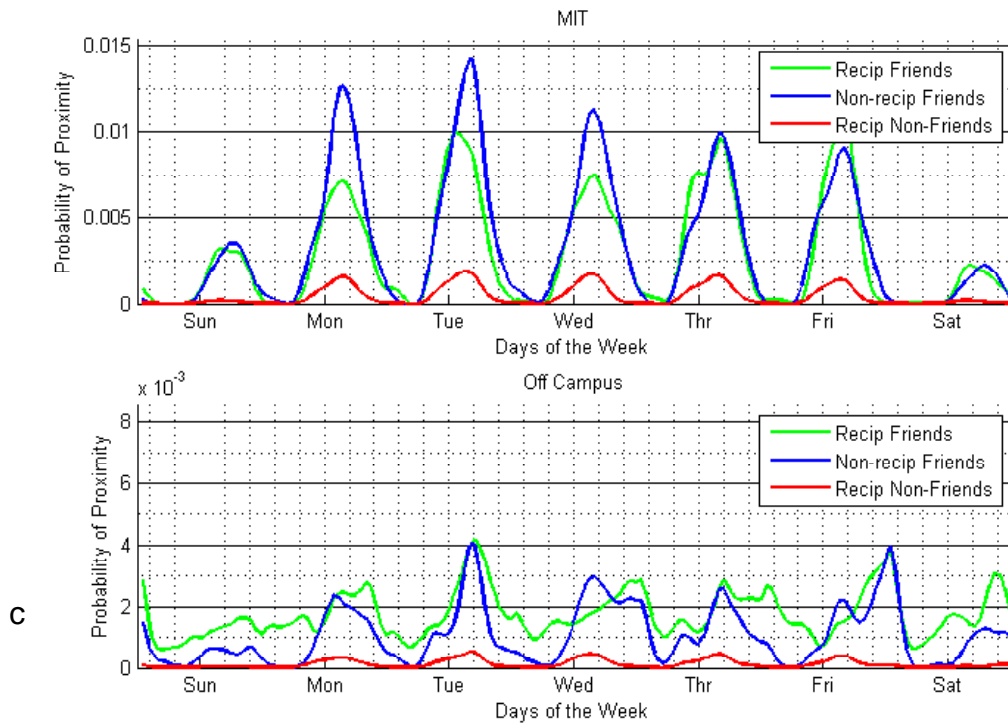 MIT
Probability of Proximity
0.015
0.01
0.005
0
Recip Friends
Non-recip Friends
Recip Non-Friends
Sun Mon Tue Wed Thr Fri Sat
Days of the Week
Off Campus
x 10⁻³
c
Probability of Proximity
8
6
4
2
0
Recip Friends
Non-recip Friends
Recip Non-Friends
Sun Mon Tue Wed Thr Fri Sat
Days of the Week